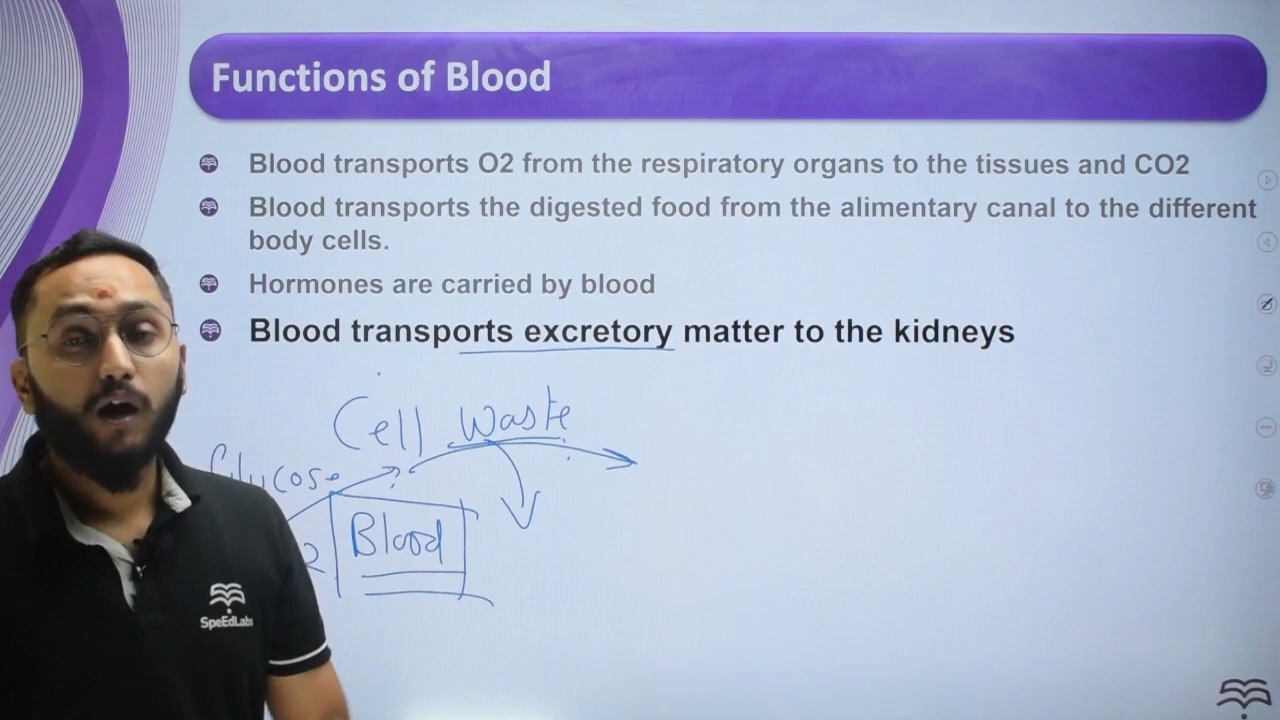 Functions of Blood
Blood transports O2 from the respiratory organs to the tissues and CO2
Blood transports the digested food from the alimentary canal to the different
body cells.
Hormones are carried by blood
Blood transports excretory matter to the kidneys
Cell Waste
Glucose
Blood
2
SpeEdLabs